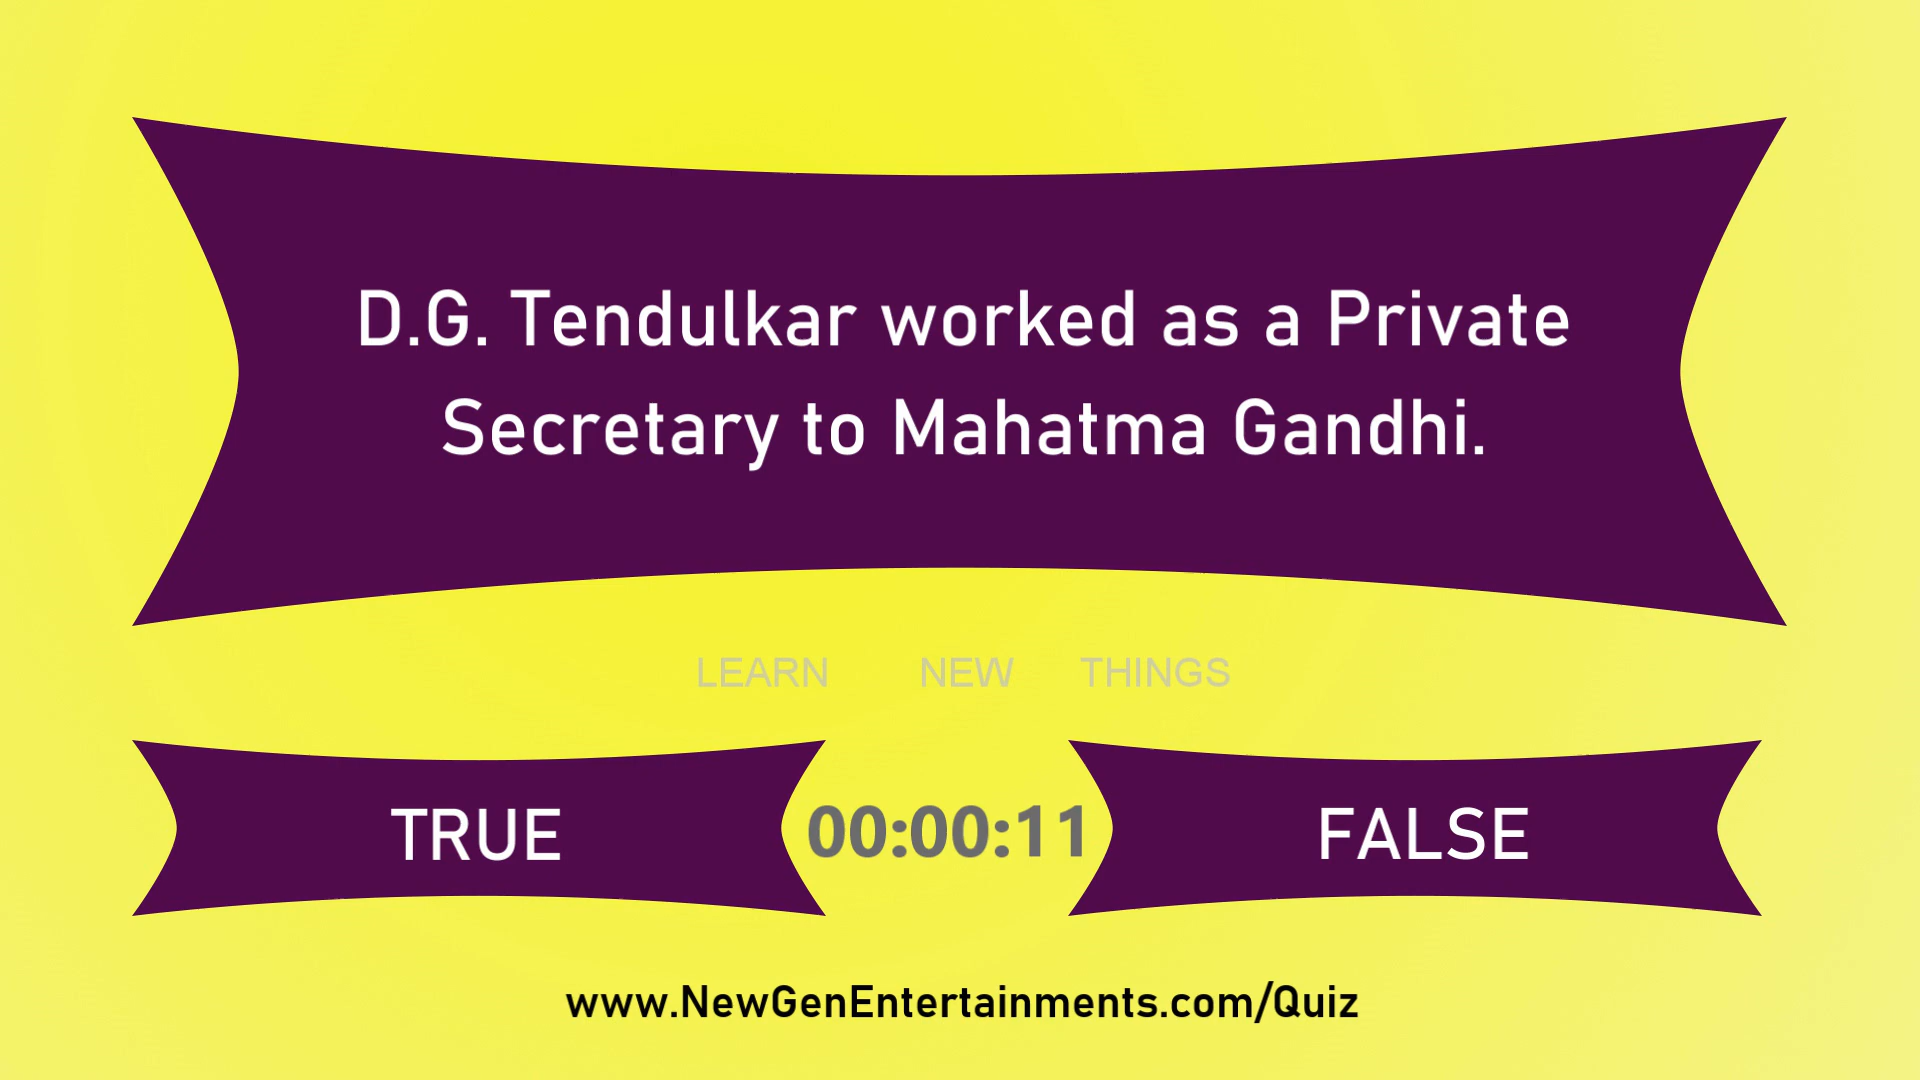 D.G. Tendulkar worked as a Private
Secretary to Mahatma Gandhi.
LEARN NEW THINGS
TRUE
00:00:11
FALSE
www.NewGenEntertainments.com/Quiz